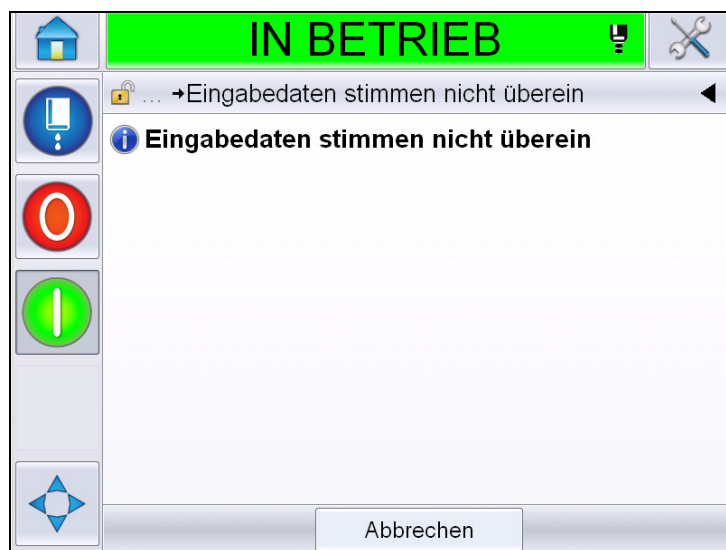 IN BETRIEB
... →Eingabedaten stimmen nicht überein
Eingabedaten stimmen nicht überein
Abbrechen